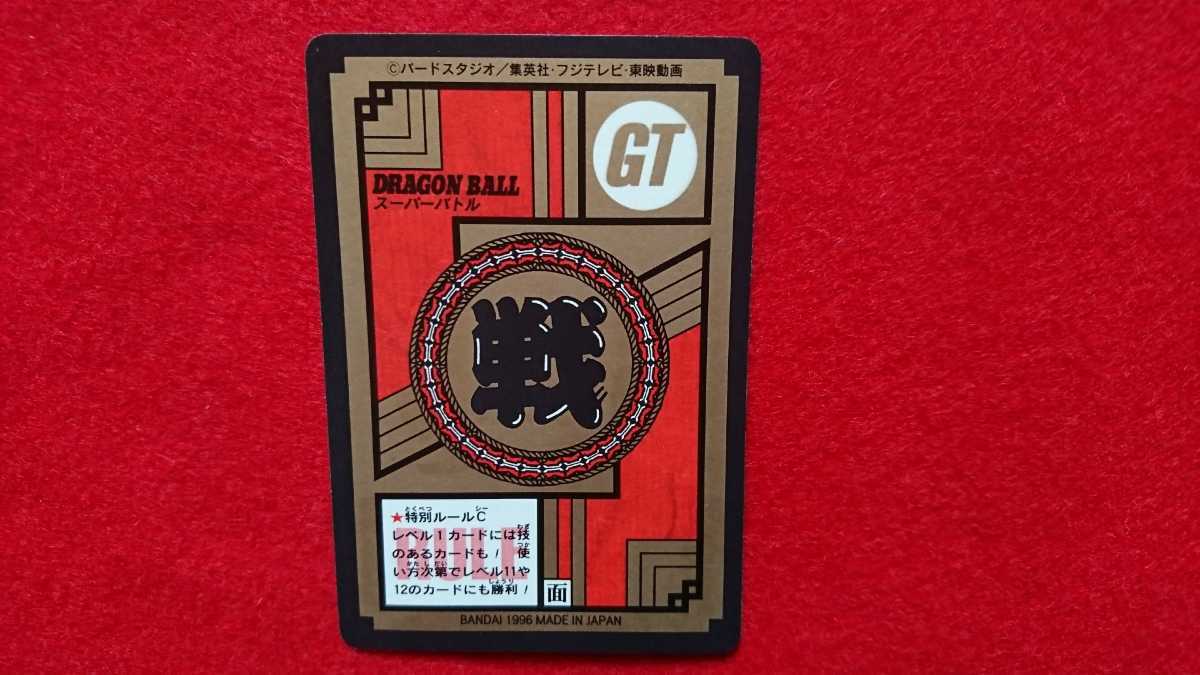 ©バードスタジオ／集英社・フジテレビ・東映動画
GT
DRAGON BALL
スーパーバトル
戦
RULE
★特別ルールC
レベル1カードには技
のあるカードも！使
い方次第でレベル11や
12のカードにも勝利！
面
BANDAI 1996 MADE IN JAPAN